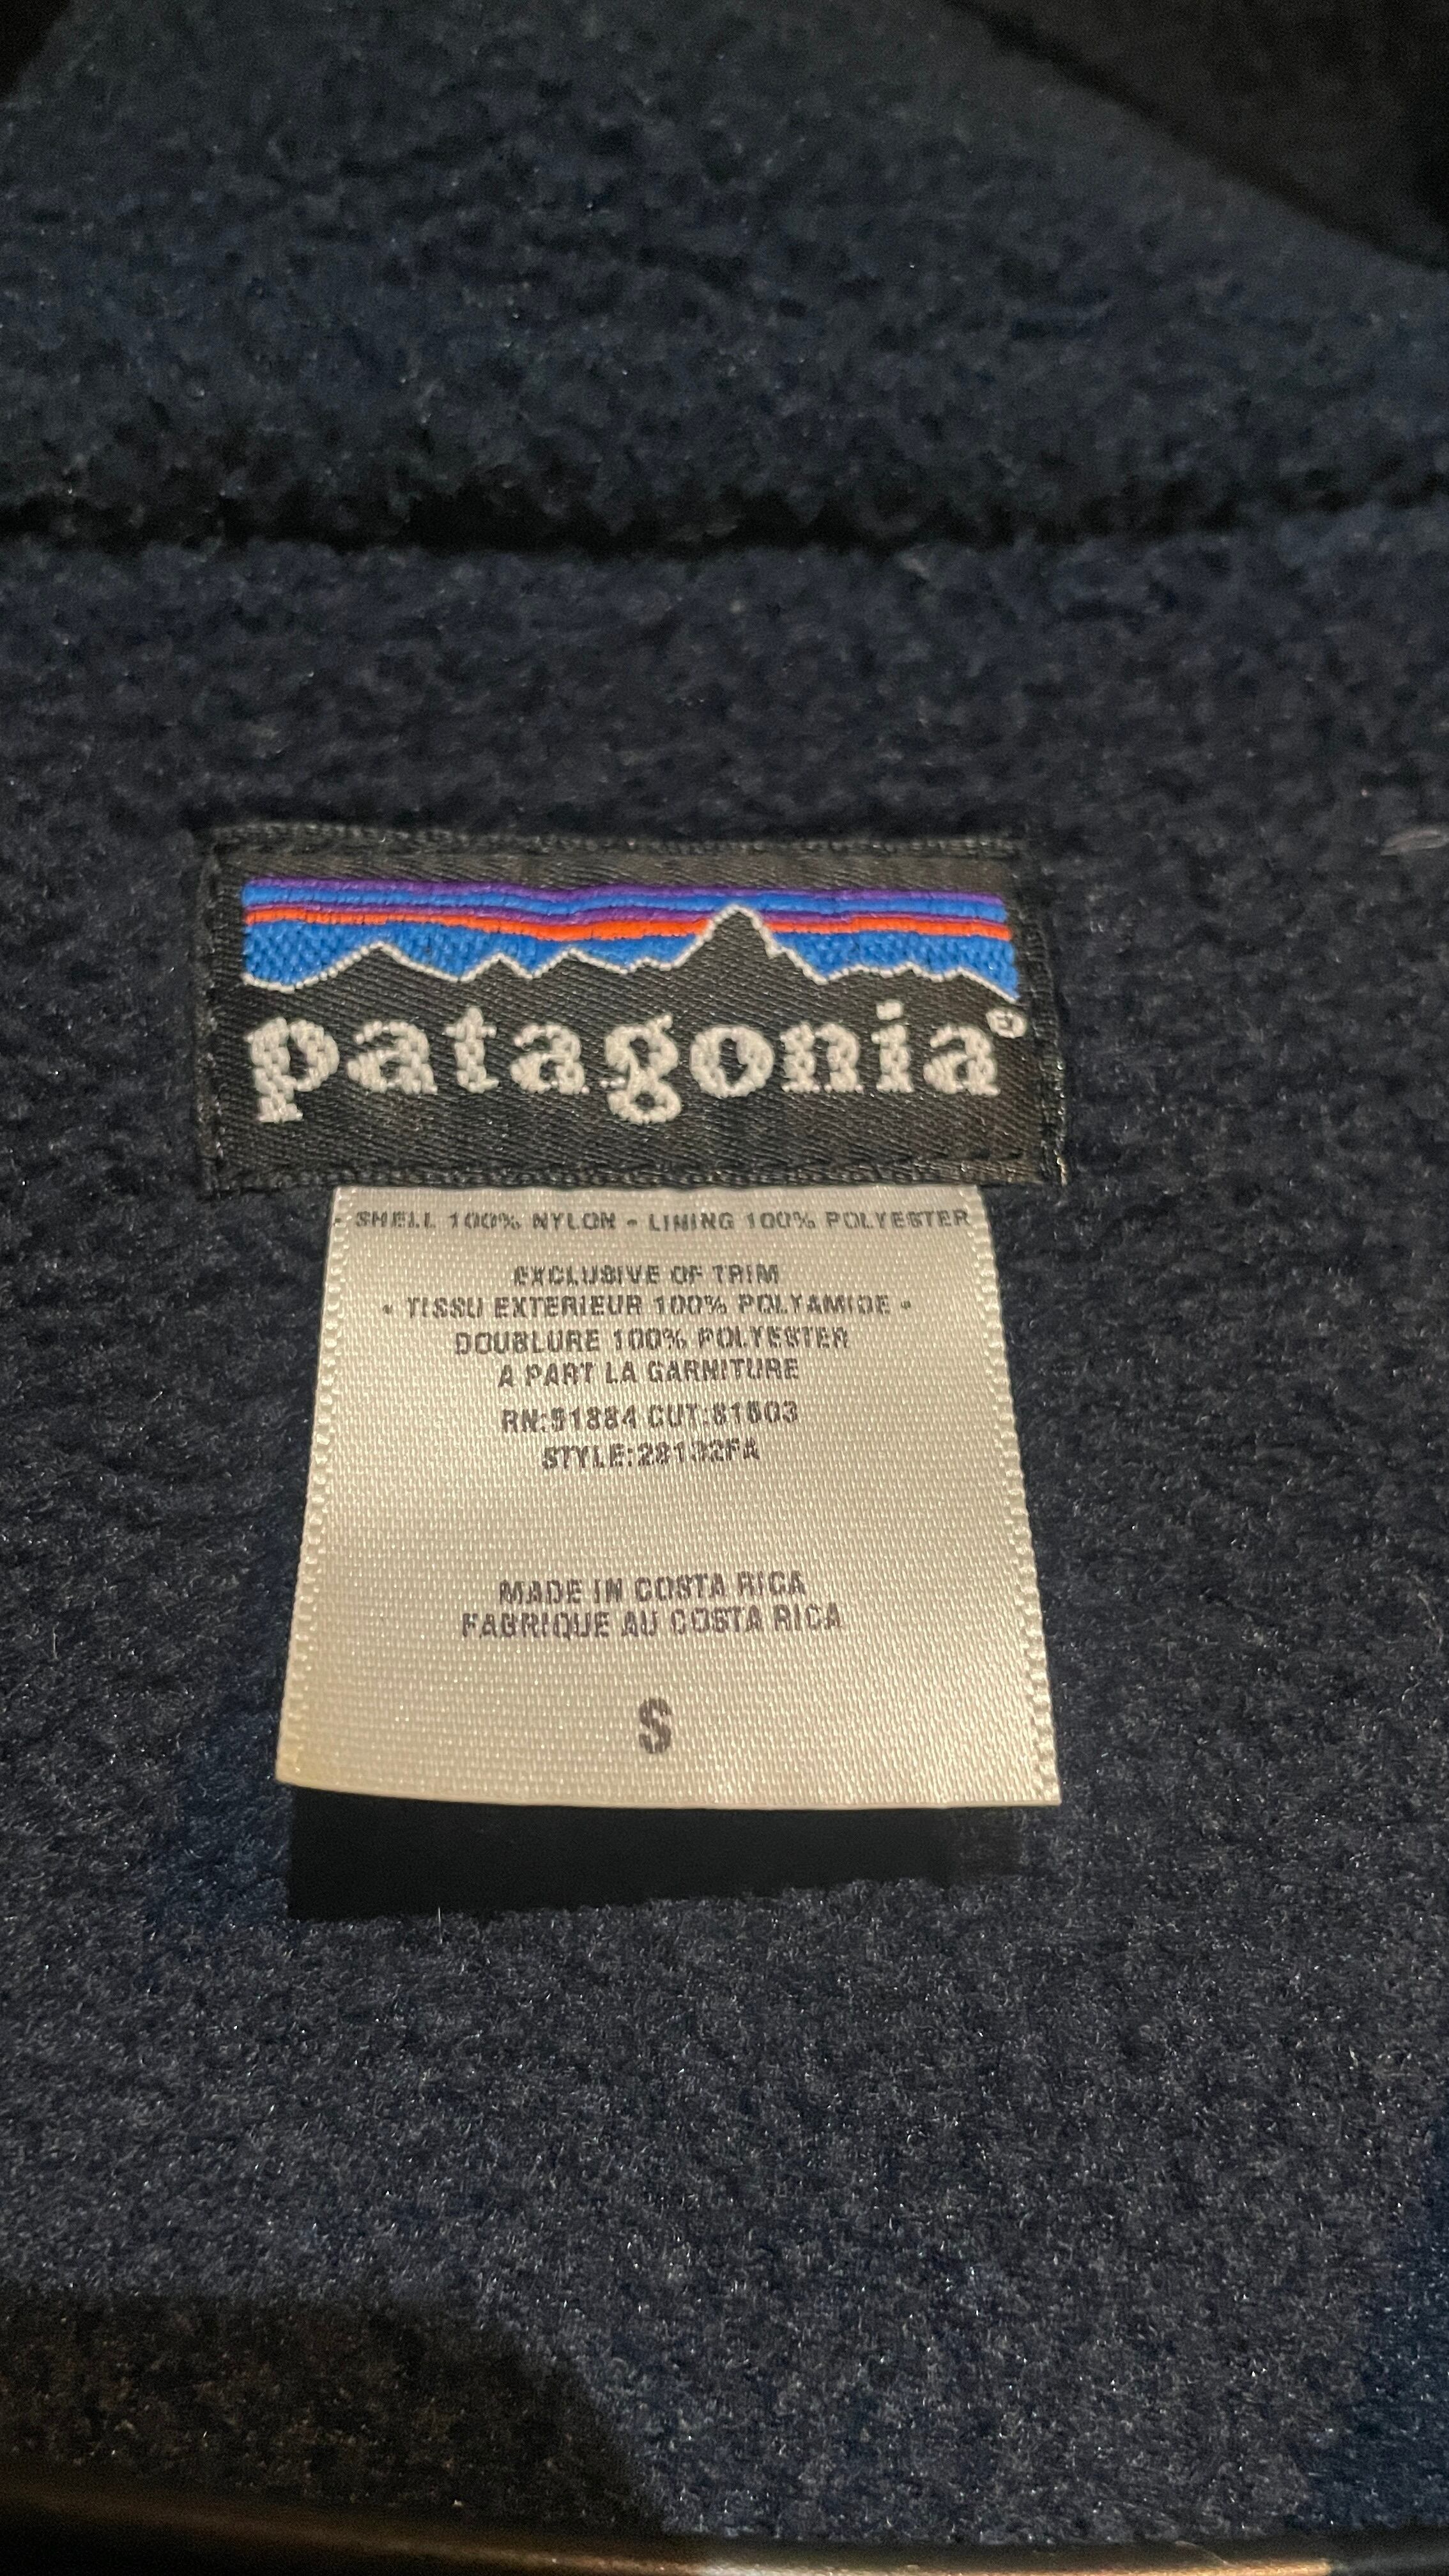 patagonia®
• SHELL 100% NYLON • LINING 100% POLYESTER
EXCLUSIVE OF TRIM
• TISSU EXTERIEUR 100% POLYAMIDE •
DOUBLURE 100% POLYESTER
A PART LA GARNITURE
RN:51884 CUT:81503
STYLE:28132FA
MADE IN COSTA RICA
FABRIQUE AU COSTA RICA
S